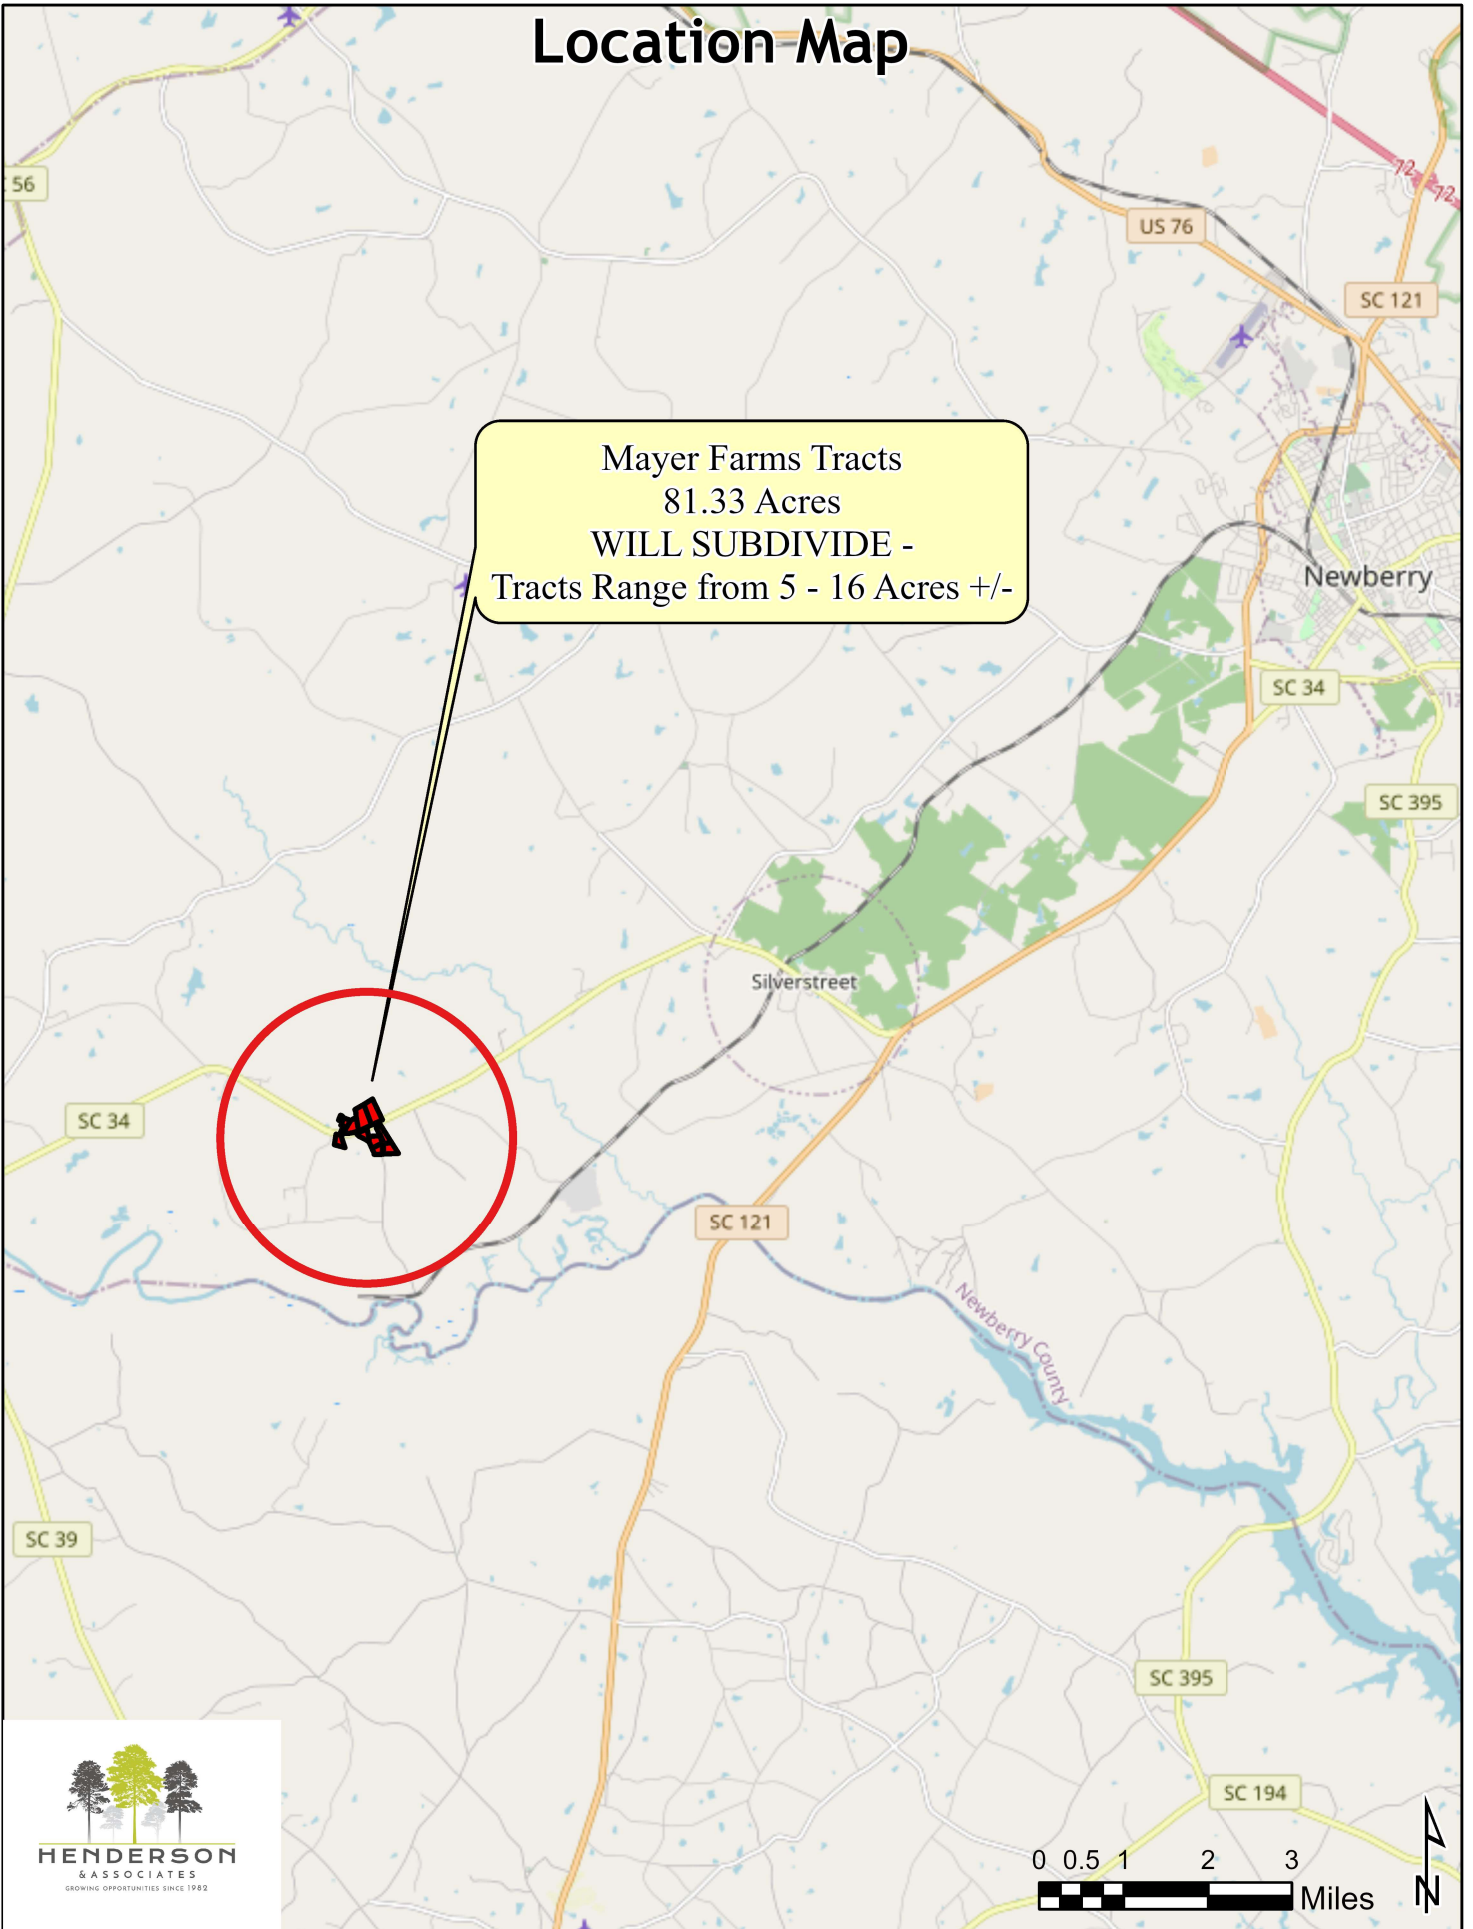 Location Map
C 56
72
72
US 76
SC 121
Mayer Farms Tracts
81.33 Acres
WILL SUBDIVIDE -
Tracts Range from 5 - 16 Acres +/-
Newberry
SC 34
SC 395
Silverstreet
SC 34
SC 121
Newberry County
SC 39
SC 395
SC 194
HENDERSON
& ASSOCIATES
GROWING OPPORTUNITIES SINCE 1982
0 0.5 1 2 3
Miles
N